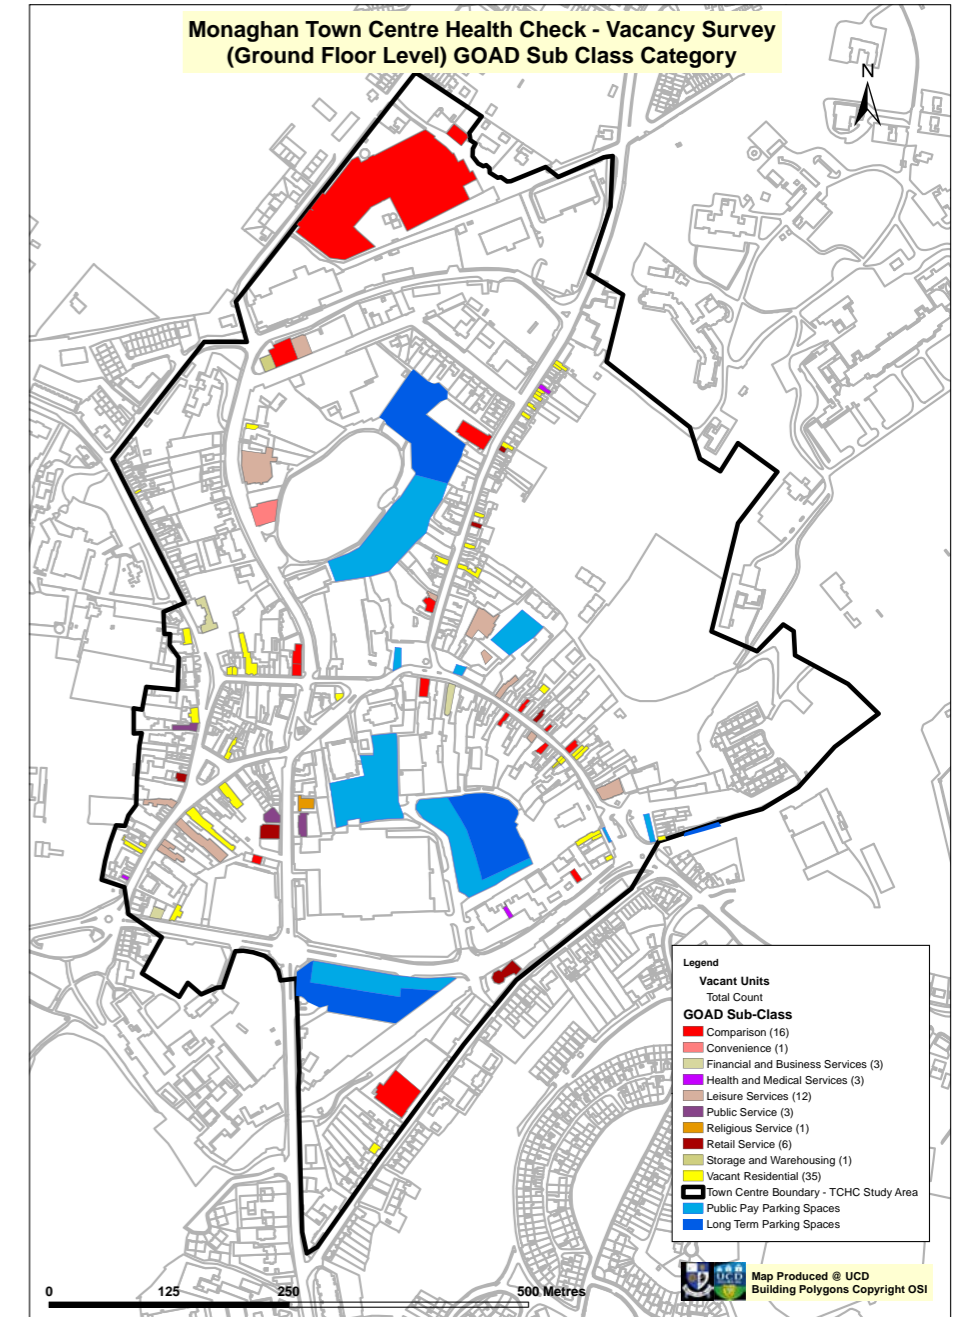 Monaghan Town Centre Health Check - Vacancy Survey
(Ground Floor Level) GOAD Sub Class Category
N
Legend
Vacant Units
Total Count
GOAD Sub-Class
Comparison (16)
Convenience (1)
Financial and Business Services (3)
Health and Medical Services (3)
Leisure Services (12)
Public Service (3)
Religious Service (1)
Retail Service (6)
Storage and Warehousing (1)
Vacant Residential (35)
Town Centre Boundary - TCHC Study Area
Public Pay Parking Spaces
Long Term Parking Spaces
UCD
Map Produced @ UCD
Building Polygons Copyright OSI
0 125 250 500 Metres